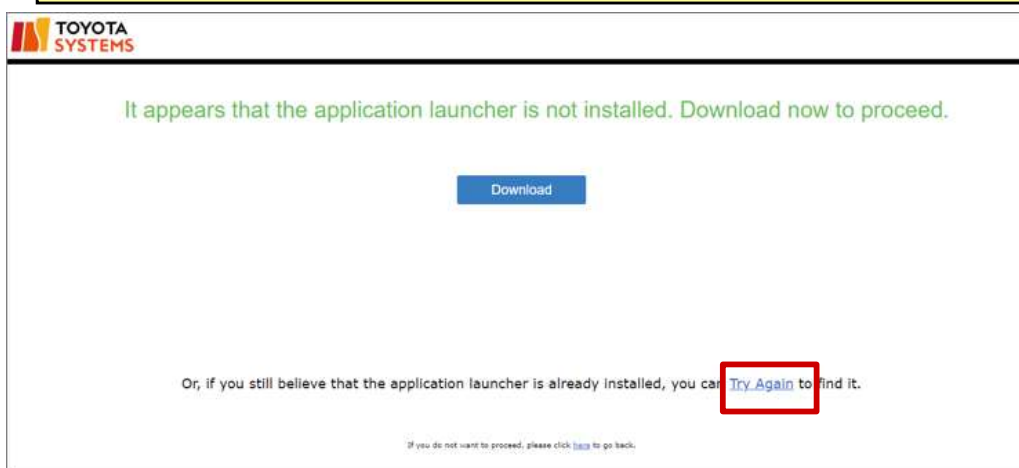 TOYOTA
SYSTEMS
It appears that the application launcher is not installed. Download now to proceed.
Download
Or, if you still believe that the application launcher is already installed, you can Try Again to find it.
If you do not want to proceed, please click here to go back.